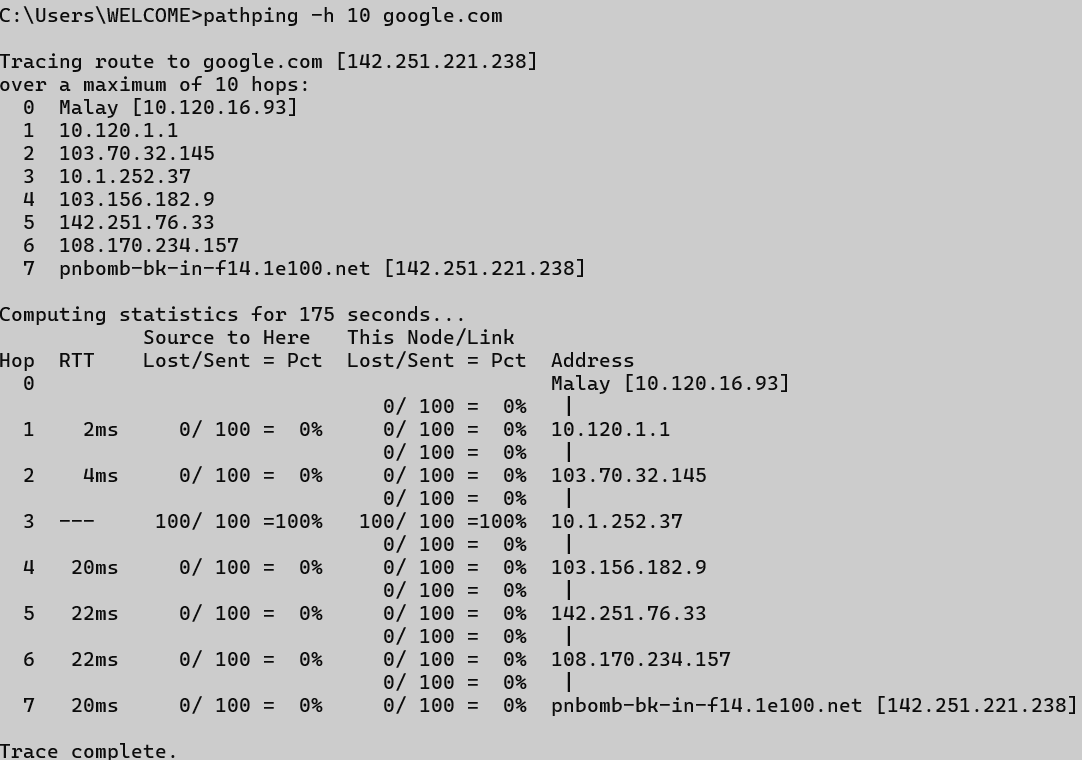 C:\Users\WELCOME>pathping -h 10 google.com
Tracing route to google.com [142.251.221.238]
over a maximum of 10 hops:
  0  Malay [10.120.16.93]
  1  10.120.1.1
  2  103.70.32.145
  3  10.1.252.37
  4  103.156.182.9
  5  142.251.76.33
  6  108.170.234.157
  7  pnbomb-bk-in-f14.1e100.net [142.251.221.238]
Computing statistics for 175 seconds...
            Source to Here   This Node/Link
Hop  RTT    Lost/Sent = Pct  Lost/Sent = Pct  Address
  0                                           Malay [10.120.16.93]
                                0/ 100 =  0%   |
  1    2ms     0/ 100 =  0%     0/ 100 =  0%  10.120.1.1
                                0/ 100 =  0%   |
  2    4ms     0/ 100 =  0%     0/ 100 =  0%  103.70.32.145
                                0/ 100 =  0%   |
  3  ---     100/ 100 =100%   100/ 100 =100%  10.1.252.37
                                0/ 100 =  0%   |
  4   20ms     0/ 100 =  0%     0/ 100 =  0%  103.156.182.9
                                0/ 100 =  0%   |
  5   22ms     0/ 100 =  0%     0/ 100 =  0%  142.251.76.33
                                0/ 100 =  0%   |
  6   22ms     0/ 100 =  0%     0/ 100 =  0%  108.170.234.157
                                0/ 100 =  0%   |
  7   20ms     0/ 100 =  0%     0/ 100 =  0%  pnbomb-bk-in-f14.1e100.net [142.251.221.238]
Trace complete.